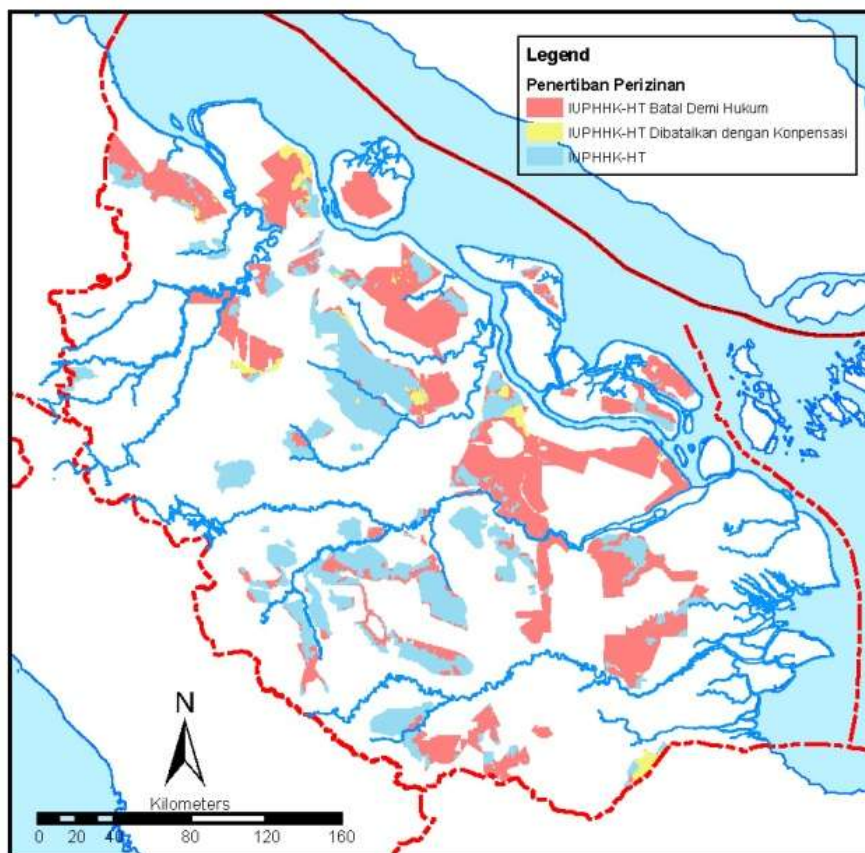 Legend
Penertiban Perizinan
IUPHHK-HT Batal Demi Hukum
IUPHHK-HT Dibatalkan dengan Konpensasi
IUPHHK-HT
N
Kilometers
0 20 40 80 120 160